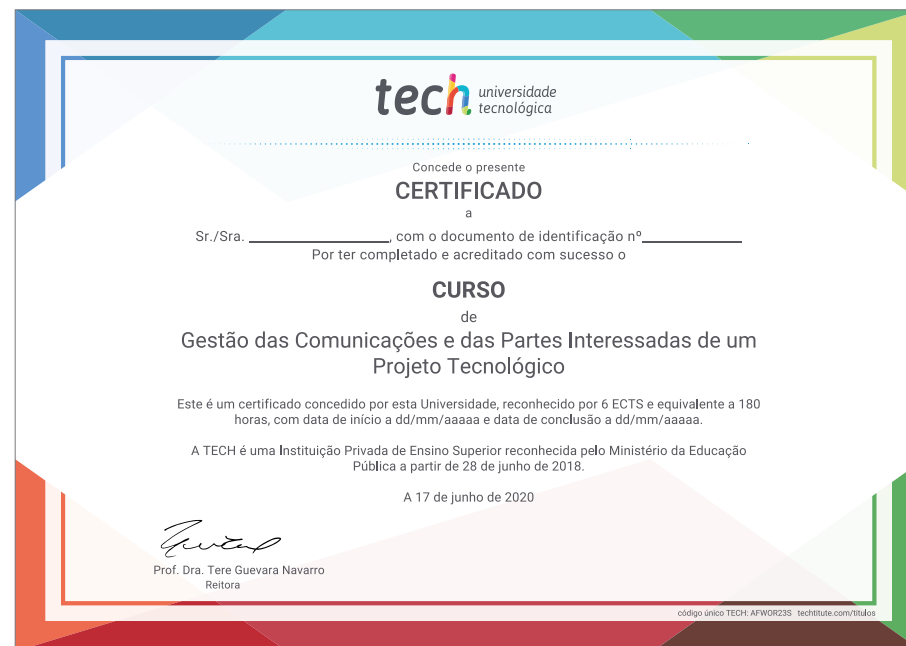 tech universidade
tecnológica
Concede o presente
CERTIFICADO
a
Sr./Sra. ____________________, com o documento de identificação nº______________
Por ter completado e acreditado com sucesso o
CURSO
de
Gestão das Comunicações e das Partes Interessadas de um
Projeto Tecnológico
Este é um certificado concedido por esta Universidade, reconhecido por 6 ECTS e equivalente a 180
horas, com data de início a dd/mm/aaaaa e data de conclusão a dd/mm/aaaaa.
A TECH é uma Instituição Privada de Ensino Superior reconhecida pelo Ministério da Educação
Pública a partir de 28 de junho de 2018.
A 17 de junho de 2020
Prof. Dra. Tere Guevara Navarro
Reitora
código único TECH: AFWOR23S techtitute.com/titulos